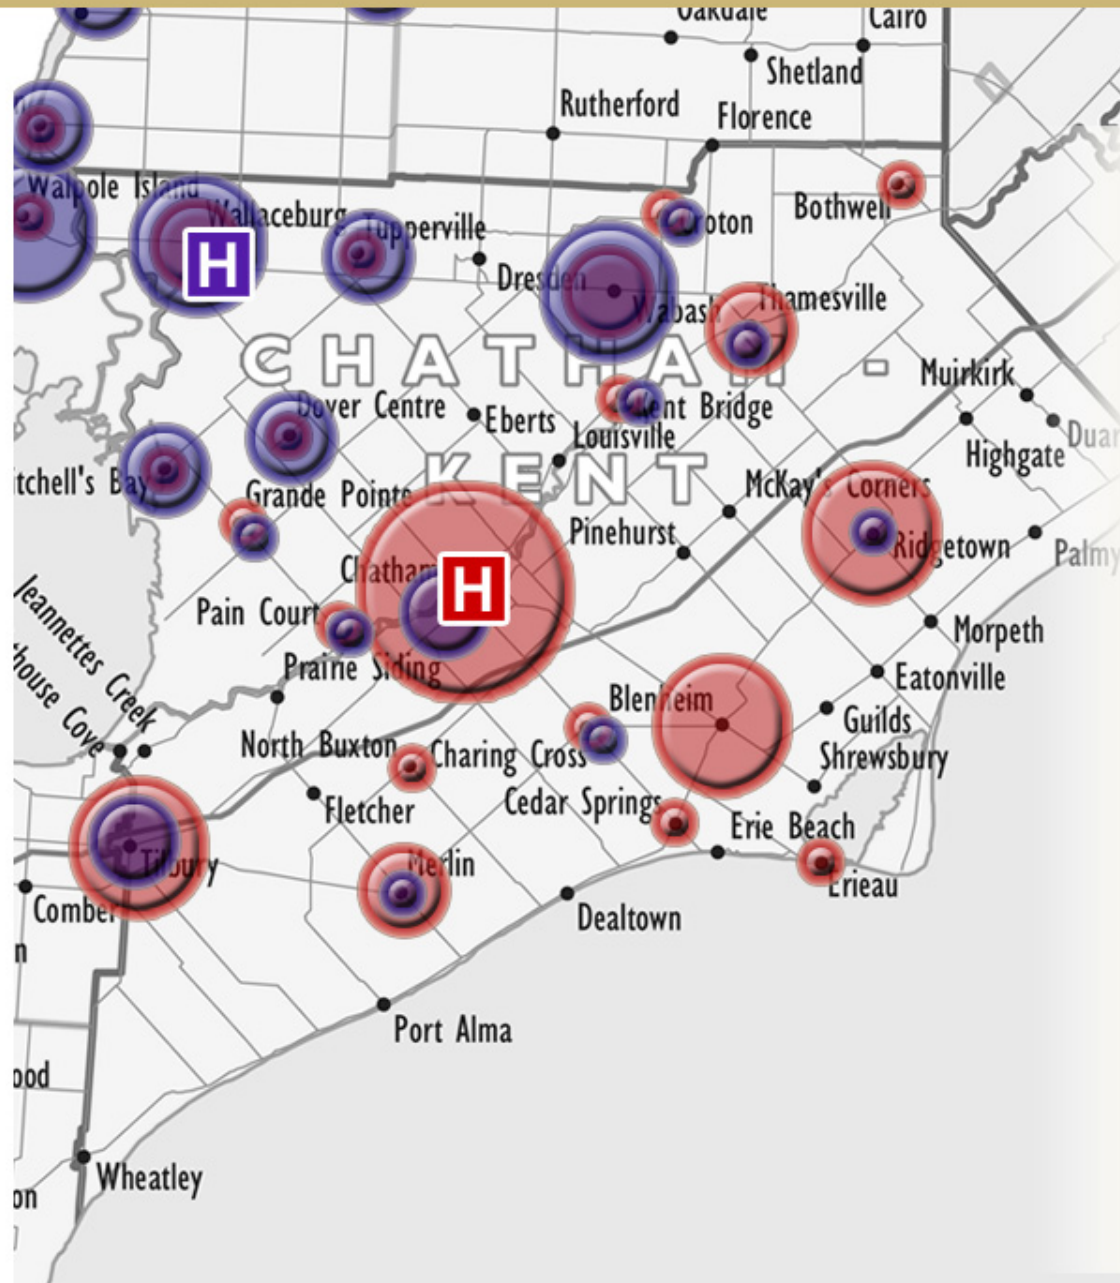 Oakdale
Cairo
Shetland
Rutherford
Florence
Walpole Island
Wallaceburg
Tupperville
Croton
Bothwell
Dresden
Wabash
Thamesville
H
CHATHAM -
KENT
Muirkirk
Dover Centre
Eberts
Kent Bridge
Louisville
Highgate
Grande Pointe
McKay's Corners
Pinehurst
Ridgetown
Chatham
H
Pain Court
Morpeth
Prairie Siding
Eatonville
Jeannettes Creek
Blenheim
Guilds
North Buxton
Charing Cross
Shrewsbury
Cedar Springs
Fletcher
Erie Beach
Tilbury
Merlin
Erieau
Comber
Dealtown
Port Alma
Wheatley